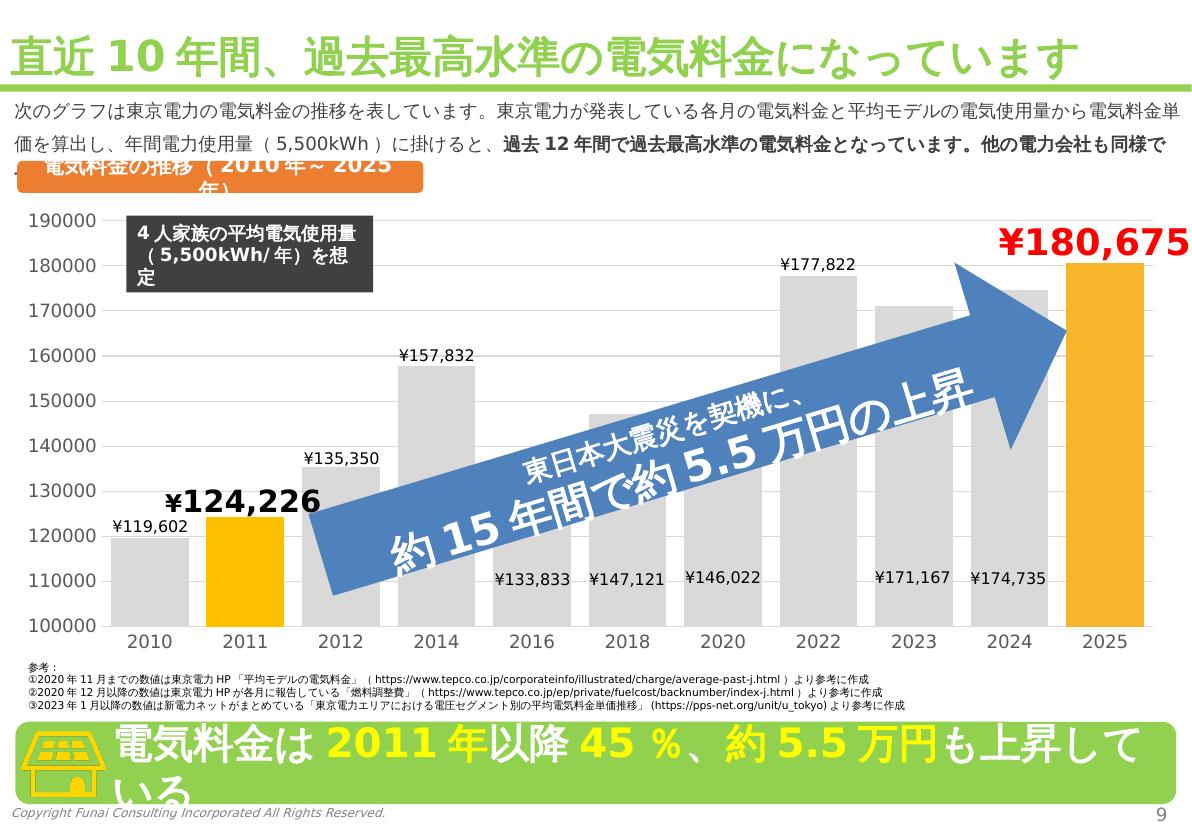 直近 10 年間、過去最高水準の電気料金になっています
次のグラフは東京電力の電気料金の推移を表しています。東京電力が発表している各月の電気料金と平均モデルの電気使用量から電気料金単
価を算出し、年間電力使用量（ 5,500kWh ）に掛けると、過去 12 年間で過去最高水準の電気料金となっています。他の電力会社も同様で
電気料金の推移（ 2010 年～ 2025
年）
4 人家族の平均電気使用量
（ 5,500kWh/ 年）を想
定
190000
180000
170000
160000
150000
140000
130000
120000
110000
100000
¥119,602
¥124,226
¥135,350
¥157,832
¥133,833
¥147,121
¥146,022
¥177,822
¥171,167
¥174,735
¥180,675
東日本大震災を契機に、
約 15 年間で約 5.5 万円の上昇
2010
2011
2012
2014
2016
2018
2020
2022
2023
2024
2025
参考：
①2020 年 11 月までの数値は東京電力 HP 「平均モデルの電気料金」（ https://www.tepco.co.jp/corporateinfo/illustrated/charge/average-past-j.html ）より参考に作成
②2020 年 12 月以降の数値は東京電力 HP が各月に報告している「燃料調整費」（ https://www.tepco.co.jp/ep/private/fuelcost/backnumber/index-j.html ）より参考に作成
③2023 年 1 月以降の数値は新電力ネットがまとめている「東京電力エリアにおける電圧セグメント別の平均電気料金単価推移」 (https://pps-net.org/unit/u_tokyo) より参考に作成
電気料金は 2011 年以降 45 ％、約 5.5 万円も上昇して
いる
Copyright Funai Consulting Incorporated All Rights Reserved.
9